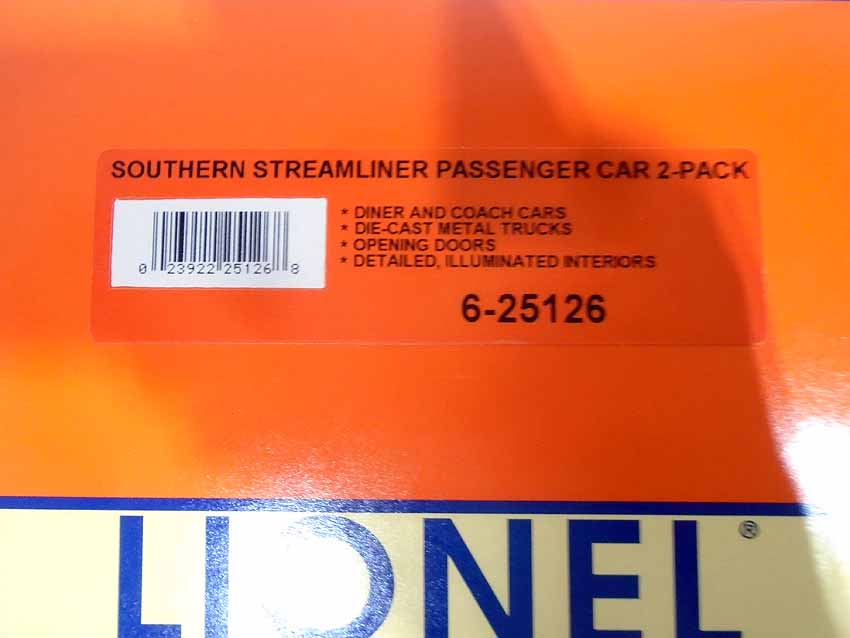 SOUTHERN STREAMLINER PASSENGER CAR 2-PACK
* DINER AND COACH CARS
* DIE-CAST METAL TRUCKS
* OPENING DOORS
* DETAILED, ILLUMINATED INTERIORS
0 23922 25126 8
6-25126
LIONEL®